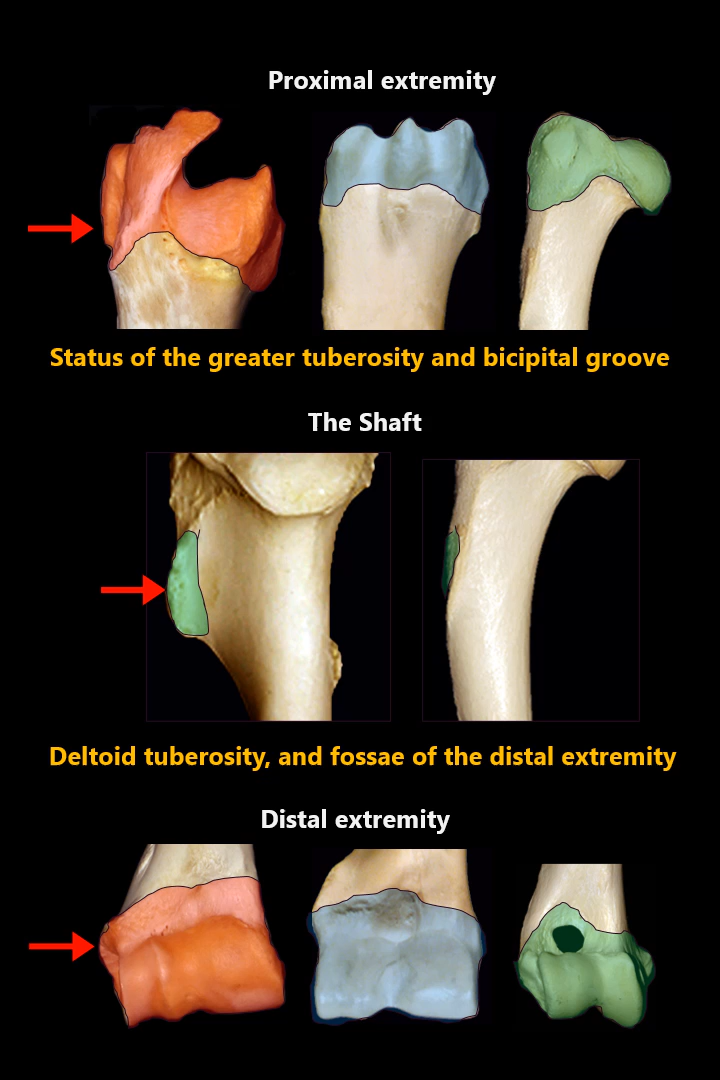 Proximal extremity
Status of the greater tuberosity and bicipital groove
The Shaft
Deltoid tuberosity, and fossae of the distal extremity
Distal extremity